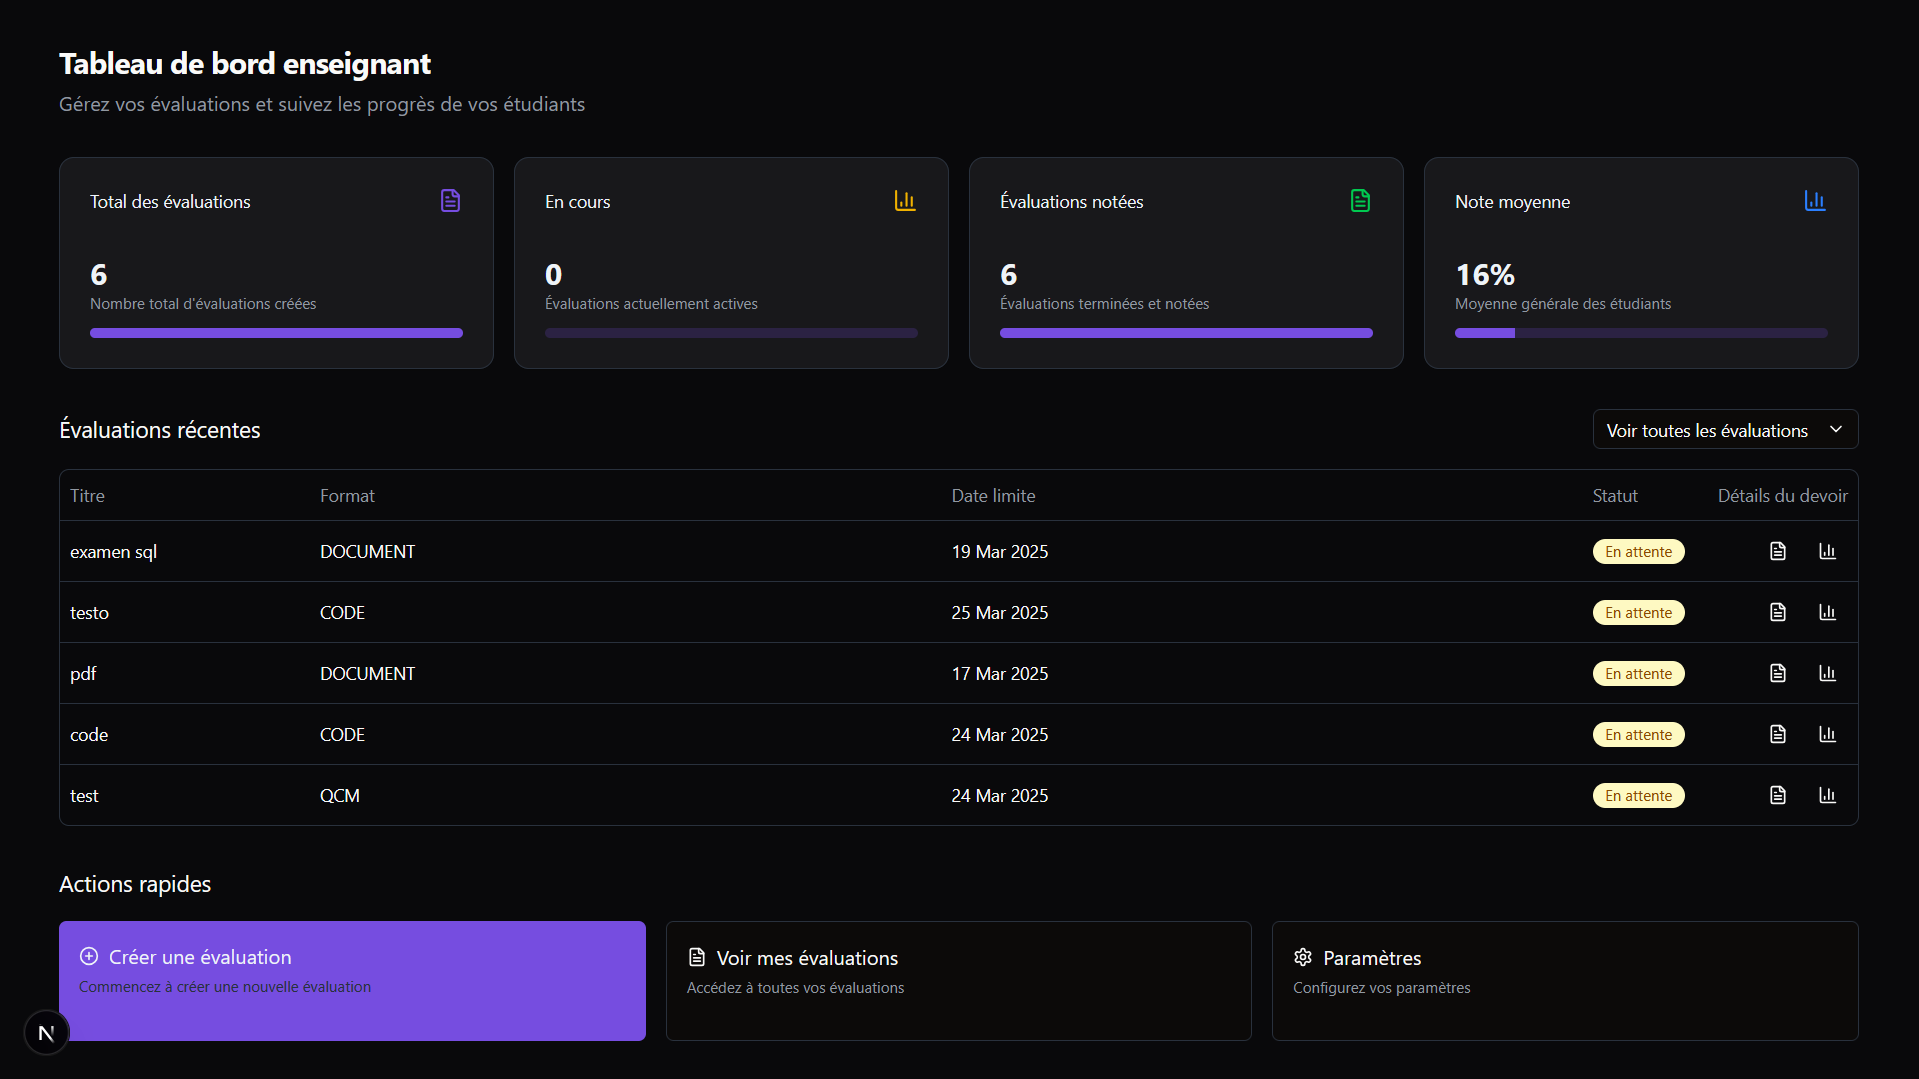 Tableau de bord enseignant
Gérez vos évaluations et suivez les progrès de vos étudiants
Total des évaluations
6
Nombre total d'évaluations créées
En cours
0
Évaluations actuellement actives
Évaluations notées
6
Évaluations terminées et notées
Note moyenne
16%
Moyenne générale des étudiants
Évaluations récentes
Voir toutes les évaluations
Titre Format Date limite Statut Détails du devoir
examen sql DOCUMENT 19 Mar 2025 En attente
testo CODE 25 Mar 2025 En attente
pdf DOCUMENT 17 Mar 2025 En attente
code CODE 24 Mar 2025 En attente
test QCM 24 Mar 2025 En attente
Actions rapides
Créer une évaluation
Commencez à créer une nouvelle évaluation
Voir mes évaluations
Accédez à toutes vos évaluations
Paramètres
Configurez vos paramètres
N